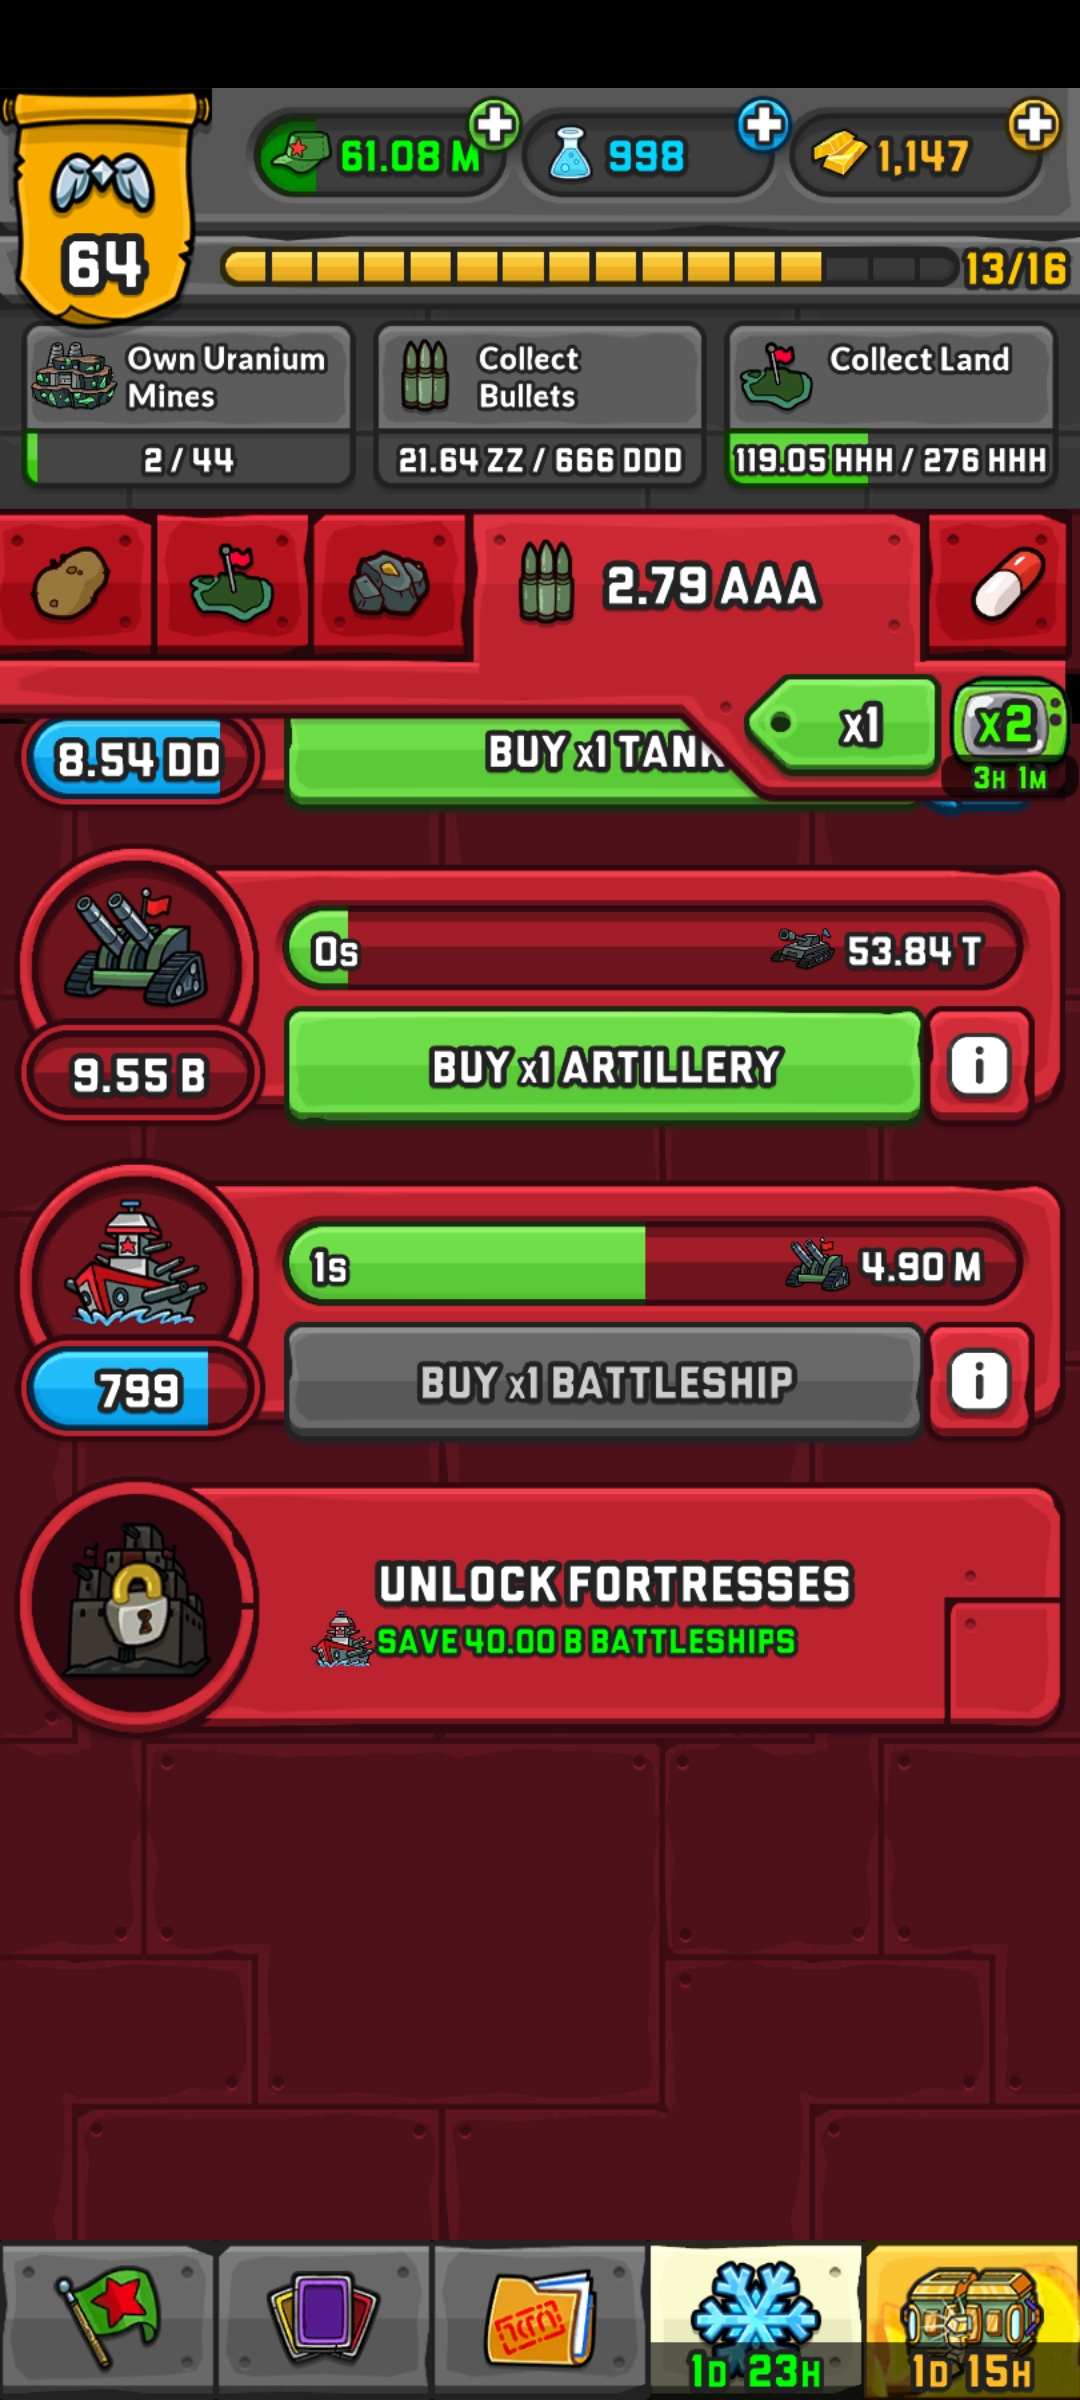 61.08 M
998
1,147
64
13/16
Own Uranium
Mines
2 / 44
Collect
Bullets
21.64 ZZ / 666 DDD
Collect Land
119.05 HHH / 276 HHH
2.79 AAA
x1
x2
3H 1M
8.54 DD
BUY x1 TANK
0s
53.84 T
9.55 B
BUY x1 ARTILLERY
i
1s
4.90 M
799
BUY x1 BATTLESHIP
i
UNLOCK FORTRESSES
SAVE 40.00 B BATTLESHIPS
1D 23H
1D 15H